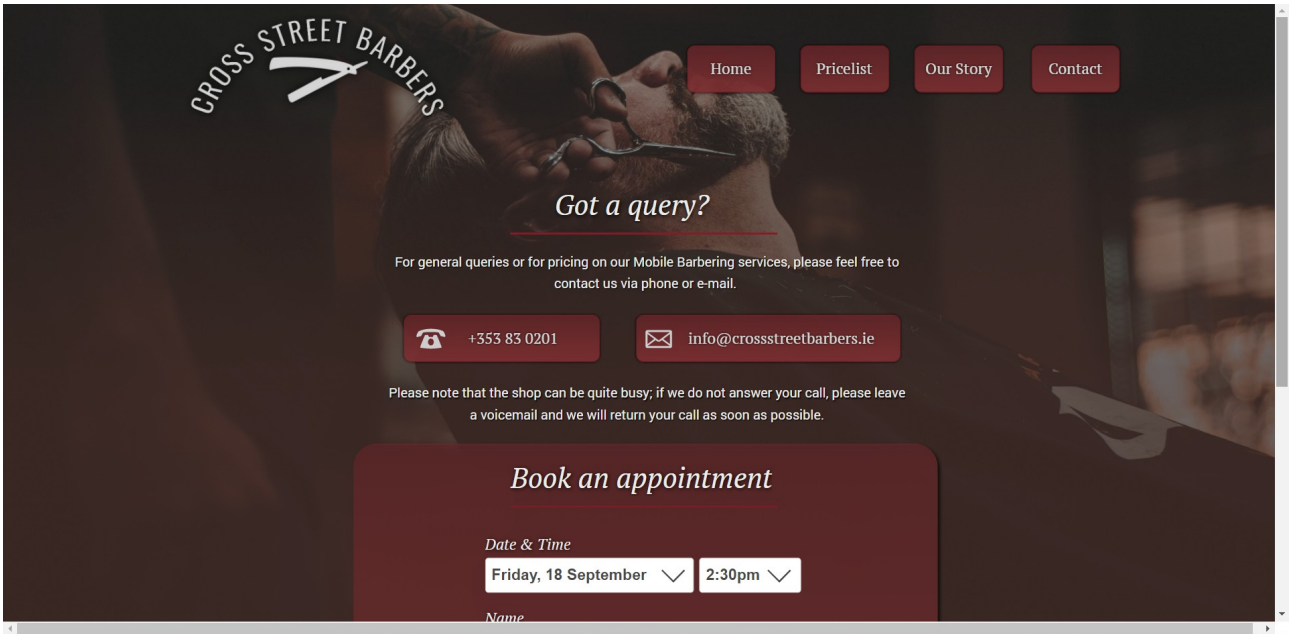 CROSS STREET BARBERS
Home
Pricelist
Our Story
Contact
Got a query?
For general queries or for pricing on our Mobile Barbering services, please feel free to
contact us via phone or e-mail.
+353 83 0201
info@crossstreetbarbers.ie
Please note that the shop can be quite busy; if we do not answer your call, please leave
a voicemail and we will return your call as soon as possible.
Book an appointment
Date & Time
Friday, 18 September
2:30pm
Name